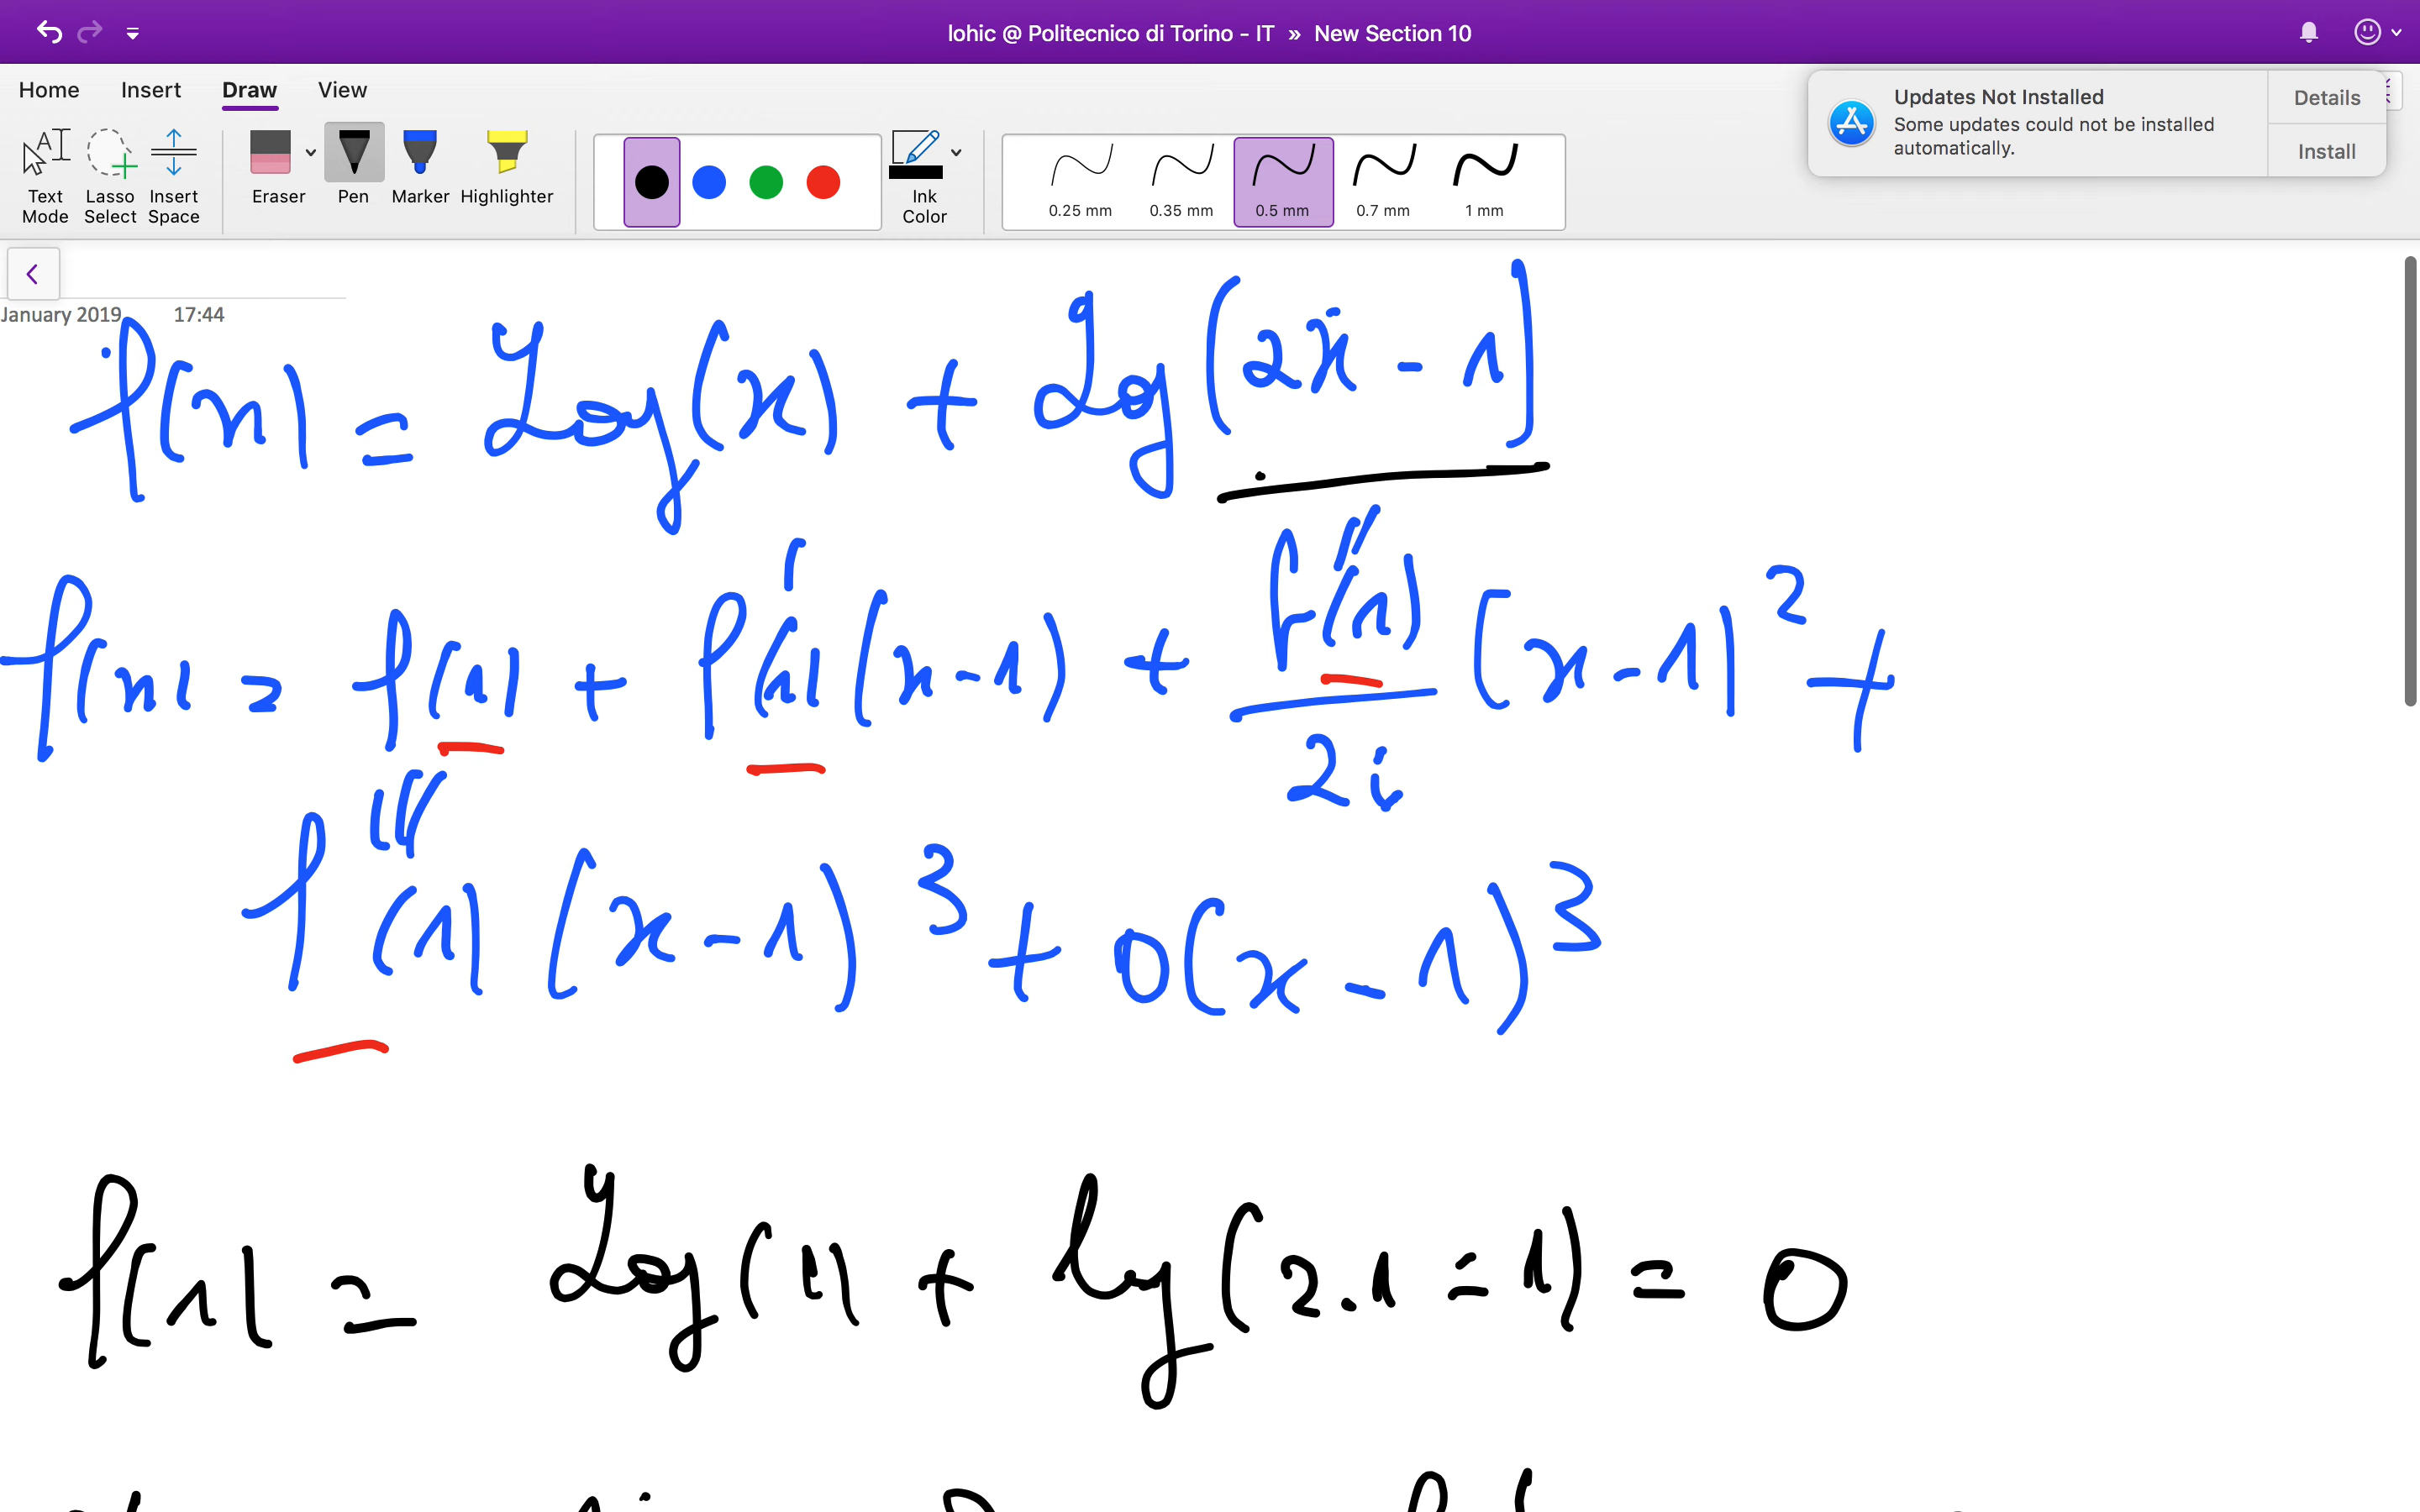 lohic @ Politecnico di Torino - IT » New Section 10
Home Insert Draw View
Updates Not Installed
Some updates could not be installed automatically.
Details
Install
Text Mode
Lasso Select
Insert Space
Eraser
Pen
Marker
Highlighter
Ink Color
0.25 mm
0.35 mm
0.5 mm
0.7 mm
1 mm
January 2019 17:44
f(x) = Log(x) + Log(2x - 1)
f(x) = f(1) + f'(1)(x-1) + f''(1)/2! (x-1)^2 +
f'''(1) (x-1)^3 + o(x-1)^3
f(1) = Log(1) + log(2.1 - 1) = 0